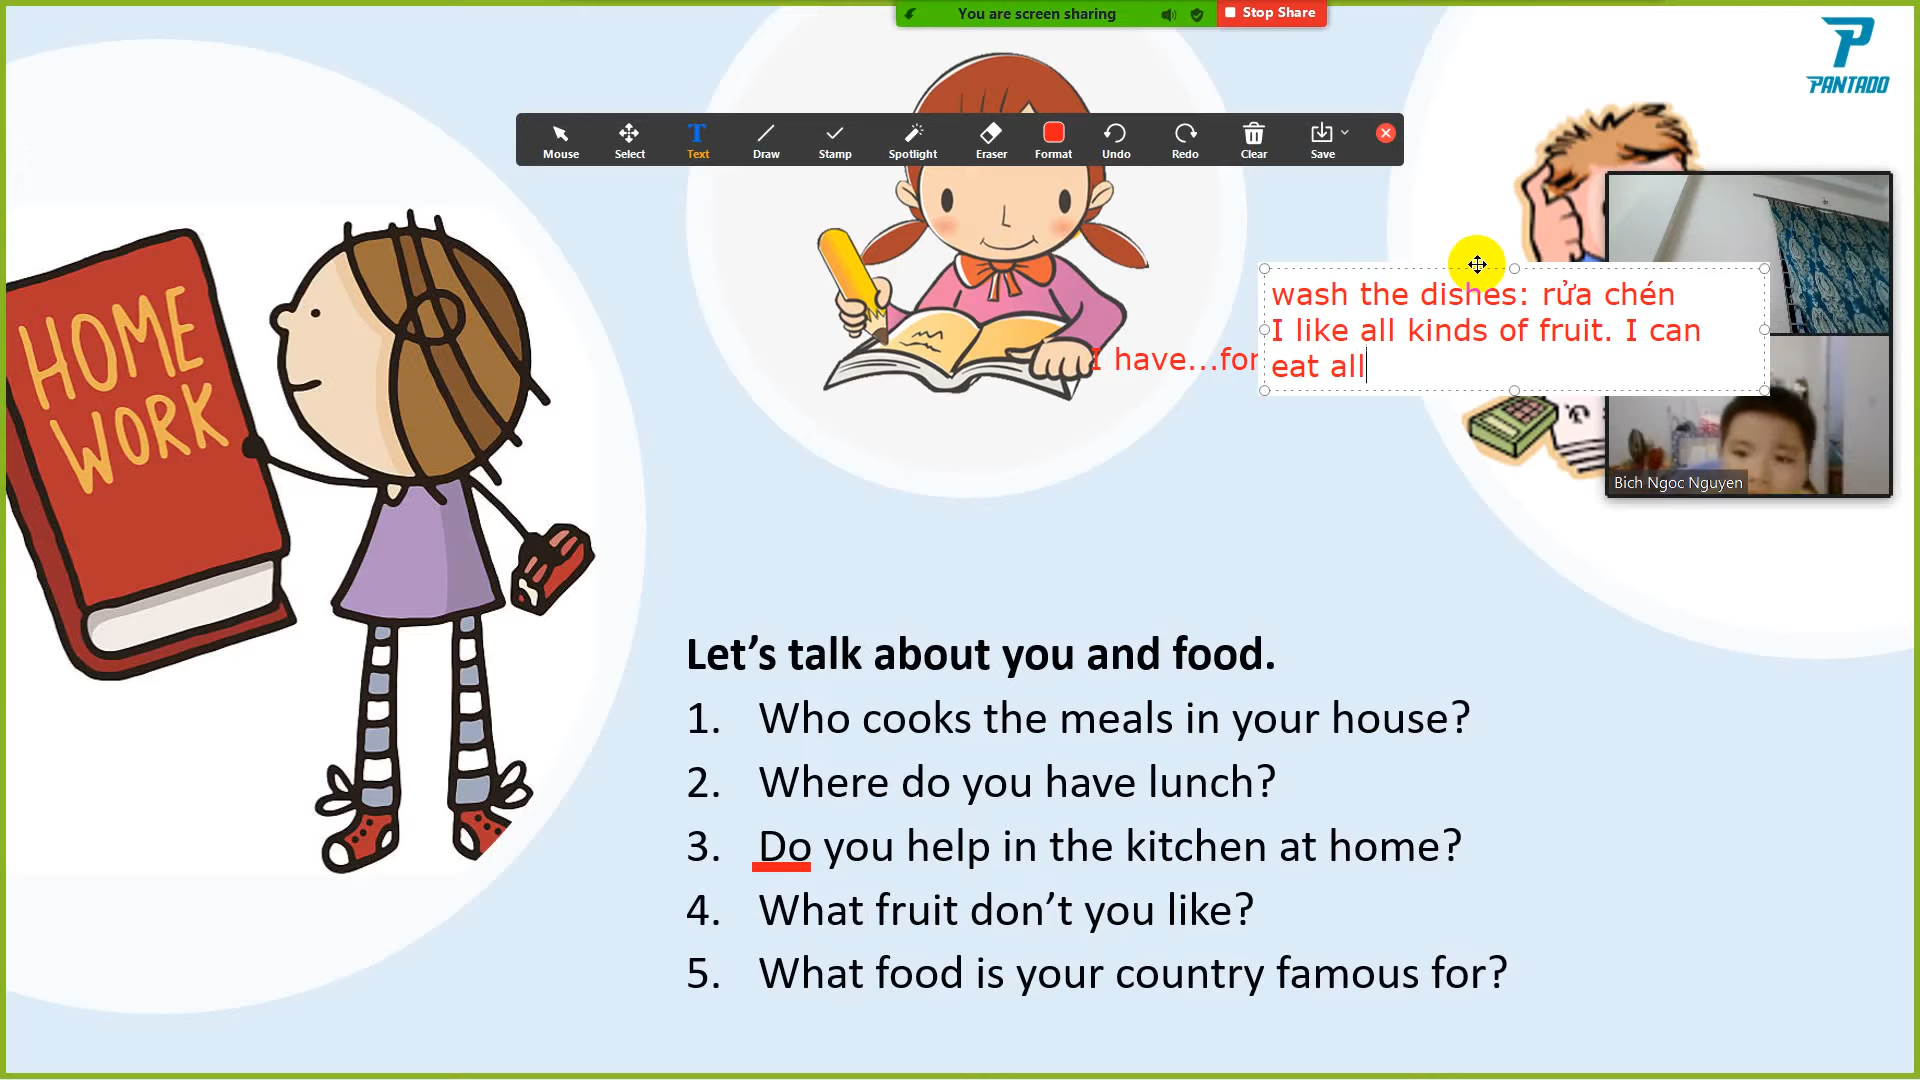 You are screen sharing
Stop Share
PANTADO
Mouse
Select
Text
Draw
Stamp
Spotlight
Eraser
Format
Undo
Redo
Clear
Save
HOME
WORK
I have...for
wash the dishes: rửa chén
I like all kinds of fruit. I can
eat all
Bich Ngoc Nguyen
Let’s talk about you and food.
1. Who cooks the meals in your house?
2. Where do you have lunch?
3. Do you help in the kitchen at home?
4. What fruit don’t you like?
5. What food is your country famous for?